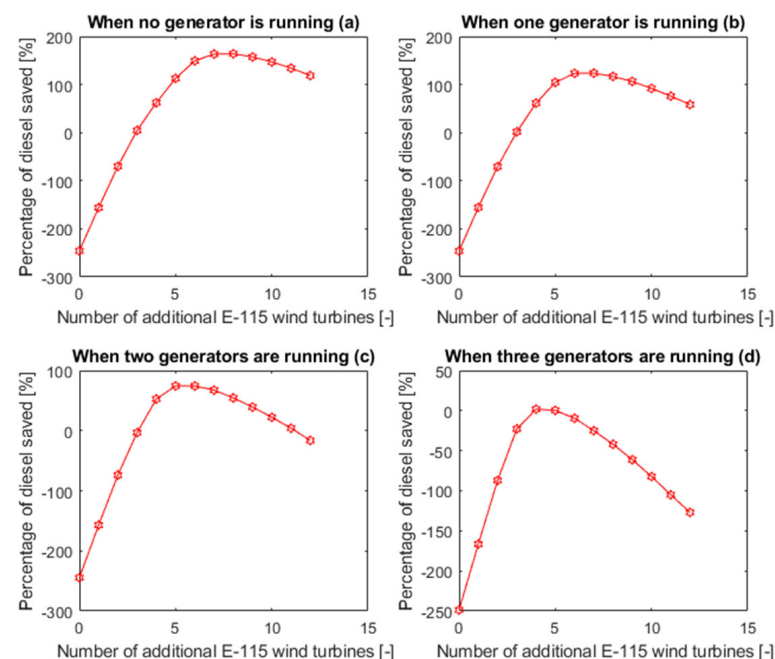 When no generator is running (a)
200
100
0
-100
-200
-300
Percentage of diesel saved [%]
0 5 10 15
Number of additional E-115 wind turbines [-]
When one generator is running (b)
200
100
0
-100
-200
-300
Percentage of diesel saved [%]
0 5 10 15
Number of additional E-115 wind turbines [-]
When two generators are running (c)
100
0
-100
-200
-300
Percentage of diesel saved [%]
0 5 10 15
Number of additional E-115 wind turbines [-]
When three generators are running (d)
50
0
-50
-100
-150
-200
-250
Percentage of diesel saved [%]
0 5 10 15
Number of additional E-115 wind turbines [-]